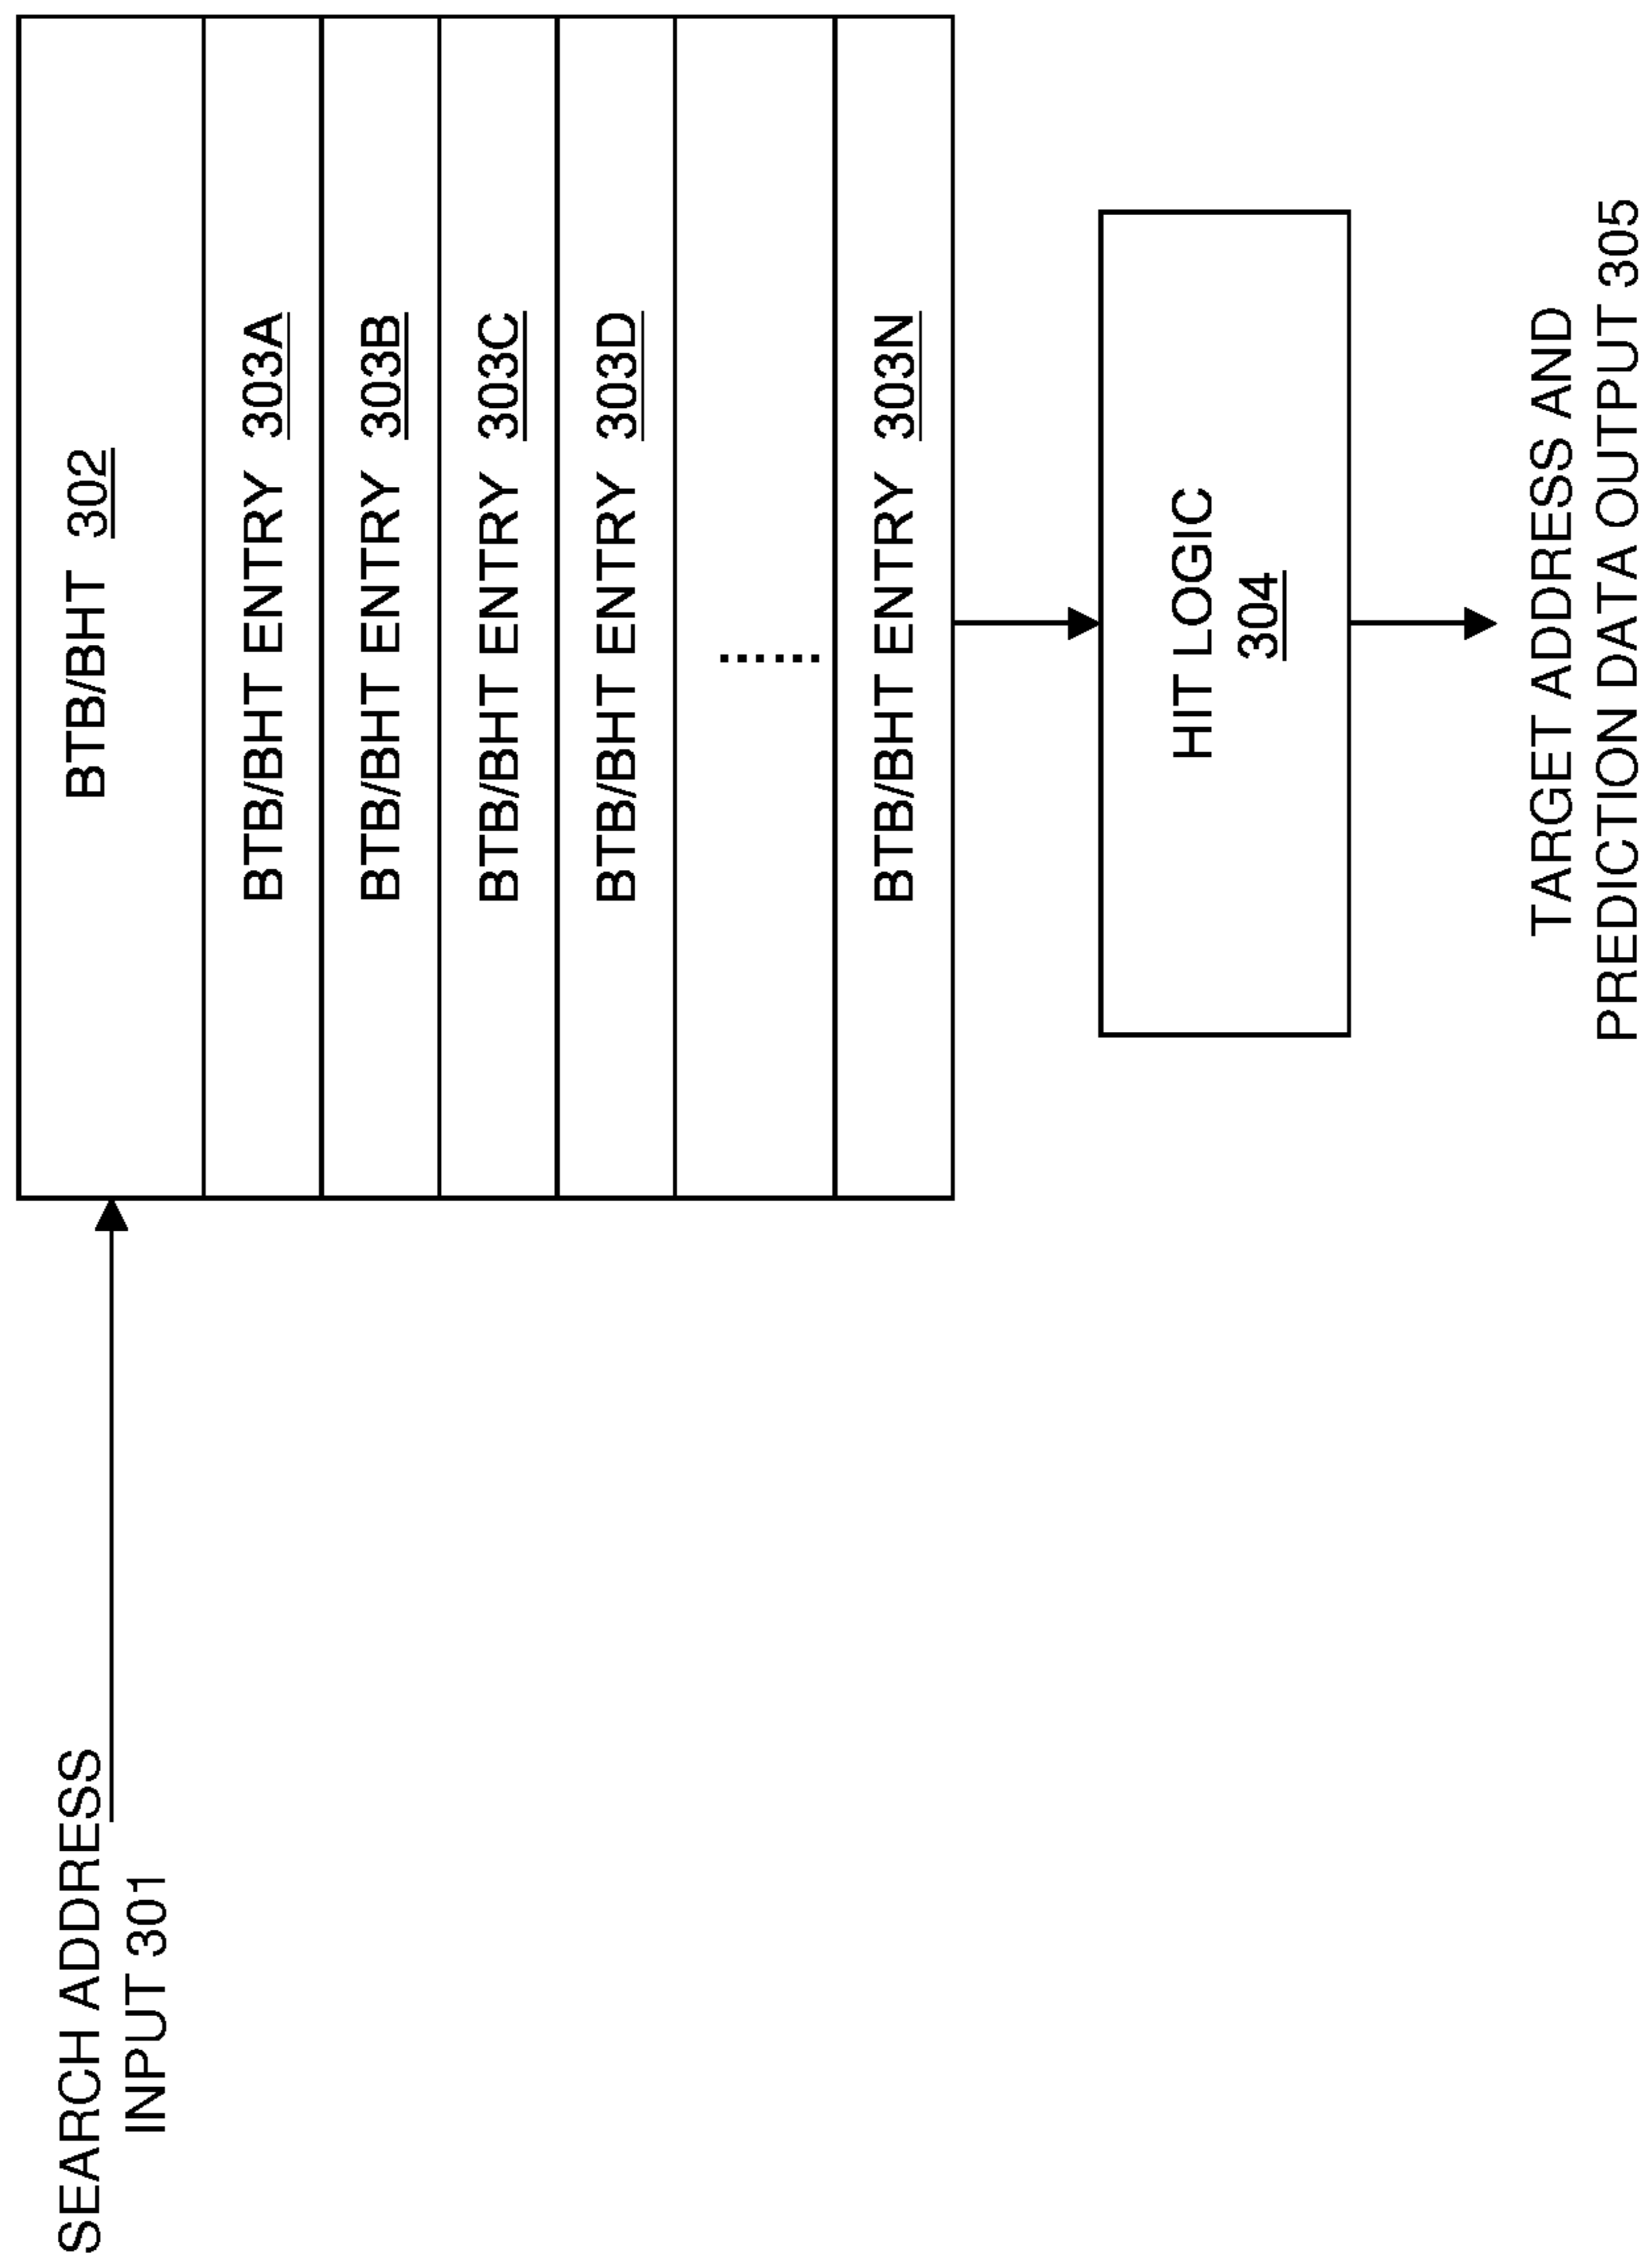 SEARCH ADDRESS
INPUT 301
BTB/BHT 302
BTB/BHT ENTRY 303A
BTB/BHT ENTRY 303B
BTB/BHT ENTRY 303C
BTB/BHT ENTRY 303D
......
BTB/BHT ENTRY 303N
HIT LOGIC
304
TARGET ADDRESS AND
PREDICTION DATA OUTPUT 305